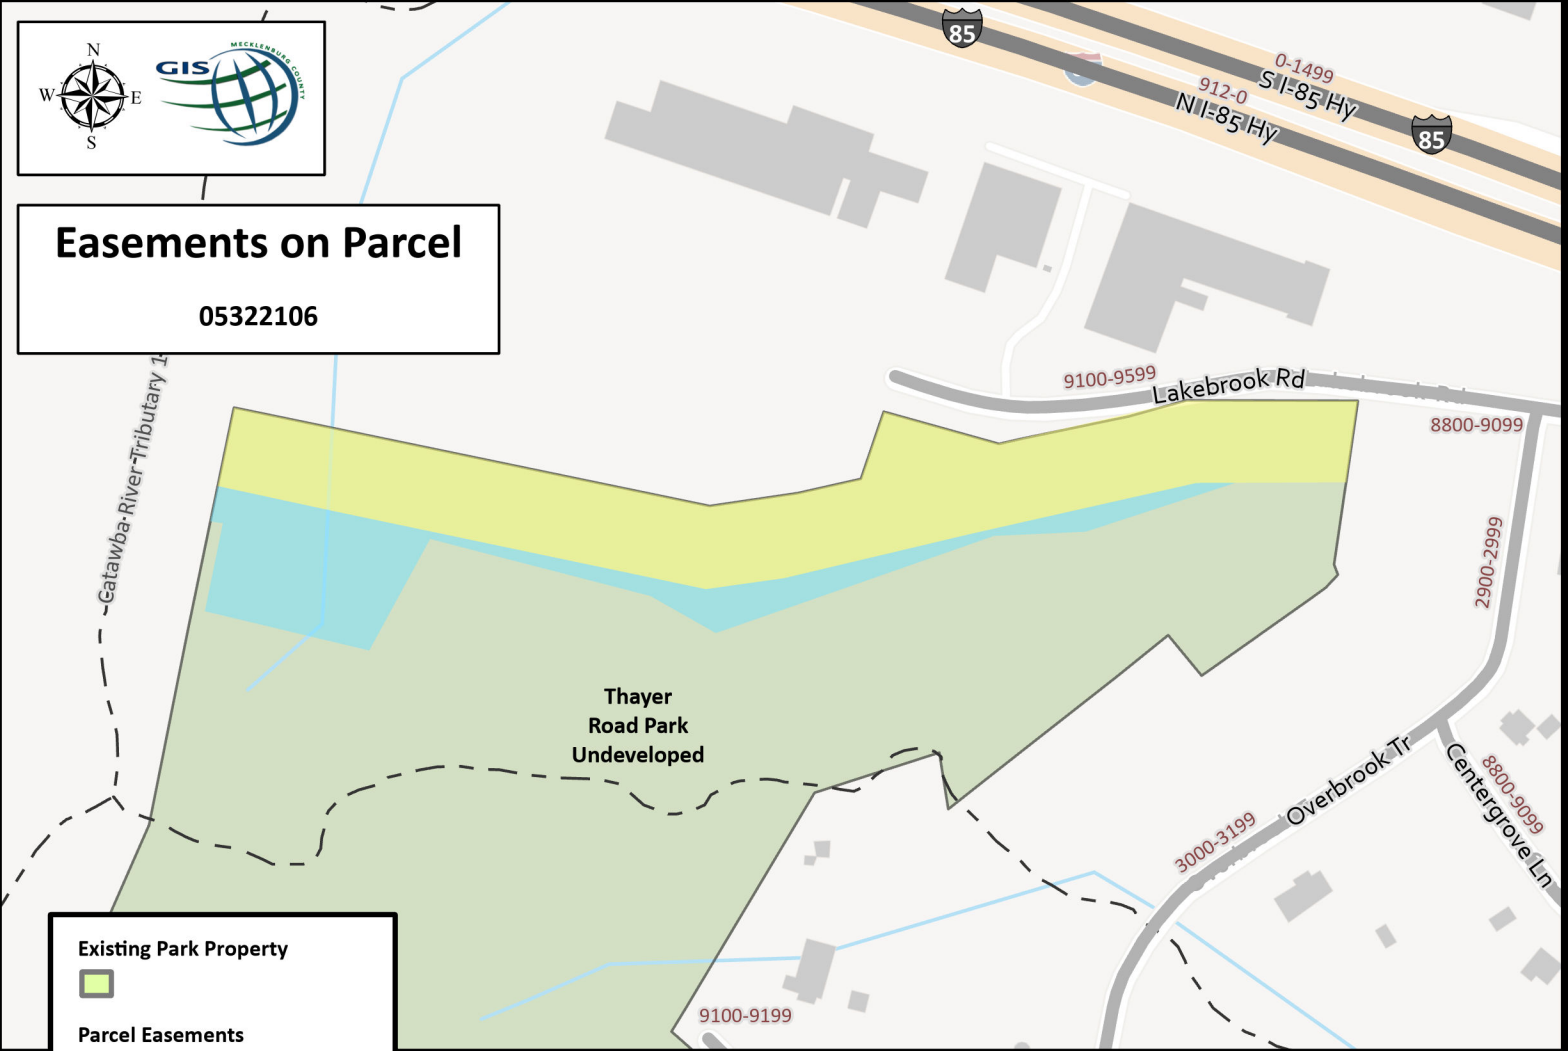 N
W
E
S
GIS
MECKLENBURG COUNTY
Easements on Parcel
05322106
85
0-1499
S I-85 Hy
912-0
N I-85 Hy
85
9100-9599
Lakebrook Rd
8800-9099
Catawba-River-Tributary 1
2900-2999
Thayer
Road Park
Undeveloped
Overbrook Tr
3000-3199
8800-9099
Centergrove Ln
9100-9199
Existing Park Property
Parcel Easements